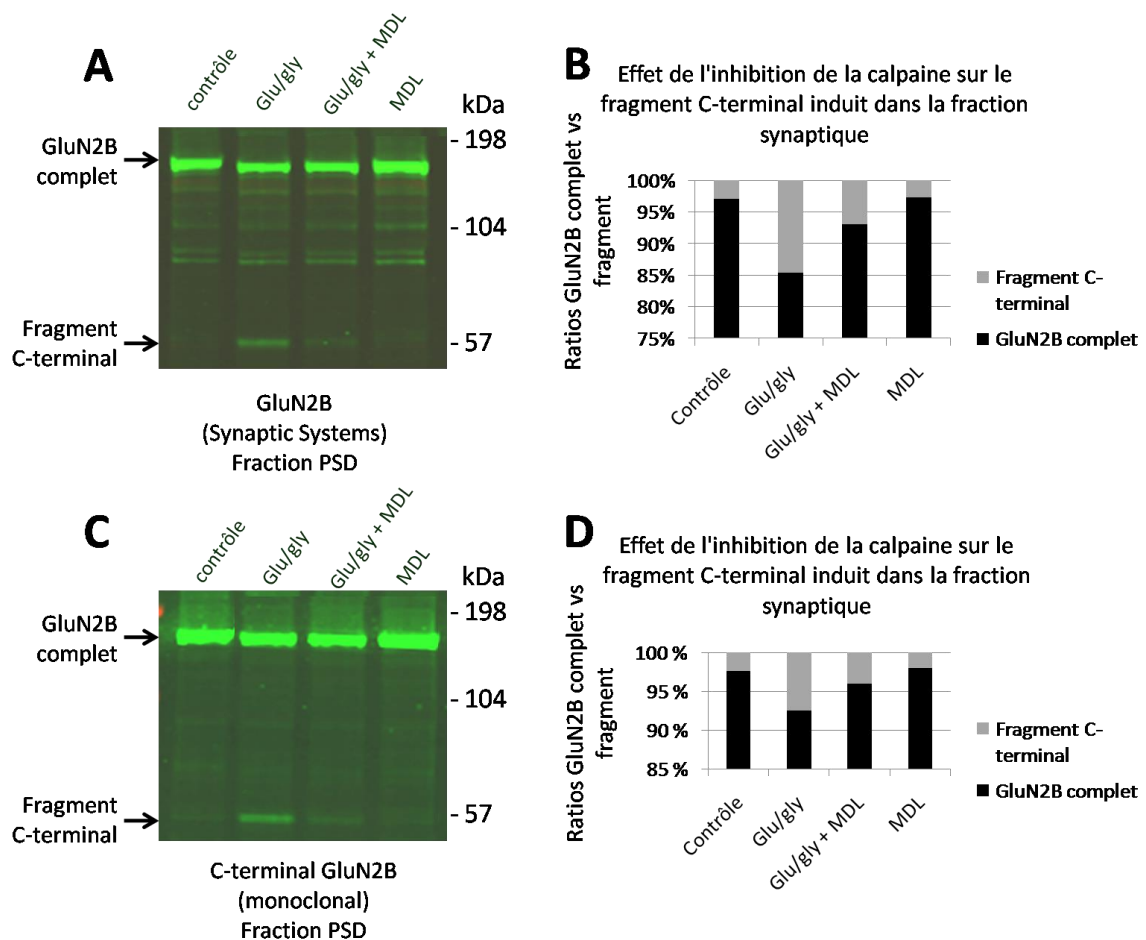 A
contrôle
Glu/gly
Glu/gly + MDL
MDL
kDa
GluN2B
complet
- 198
- 104
Fragment
C-terminal
- 57
GluN2B
(Synaptic Systems)
Fraction PSD
B
Effet de l'inhibition de la calpaine sur le
fragment C-terminal induit dans la fraction
synaptique
Ratios GluN2B complet vs
fragment
100%
95%
90%
85%
80%
75%
Contrôle
Glu/gly
Glu/gly + MDL
MDL
Fragment C-
terminal
GluN2B complet
C
contrôle
Glu/gly
Glu/gly + MDL
MDL
kDa
GluN2B
complet
- 198
- 104
Fragment
C-terminal
- 57
C-terminal GluN2B
(monoclonal)
Fraction PSD
D
Effet de l'inhibition de la calpaine sur le
fragment C-terminal induit dans la fraction
synaptique
Ratios GluN2B complet vs
fragment
100 %
95 %
90 %
85 %
Contrôle
Glu/gly
Glu/gly + MDL
MDL
Fragment C-
terminal
GluN2B complet